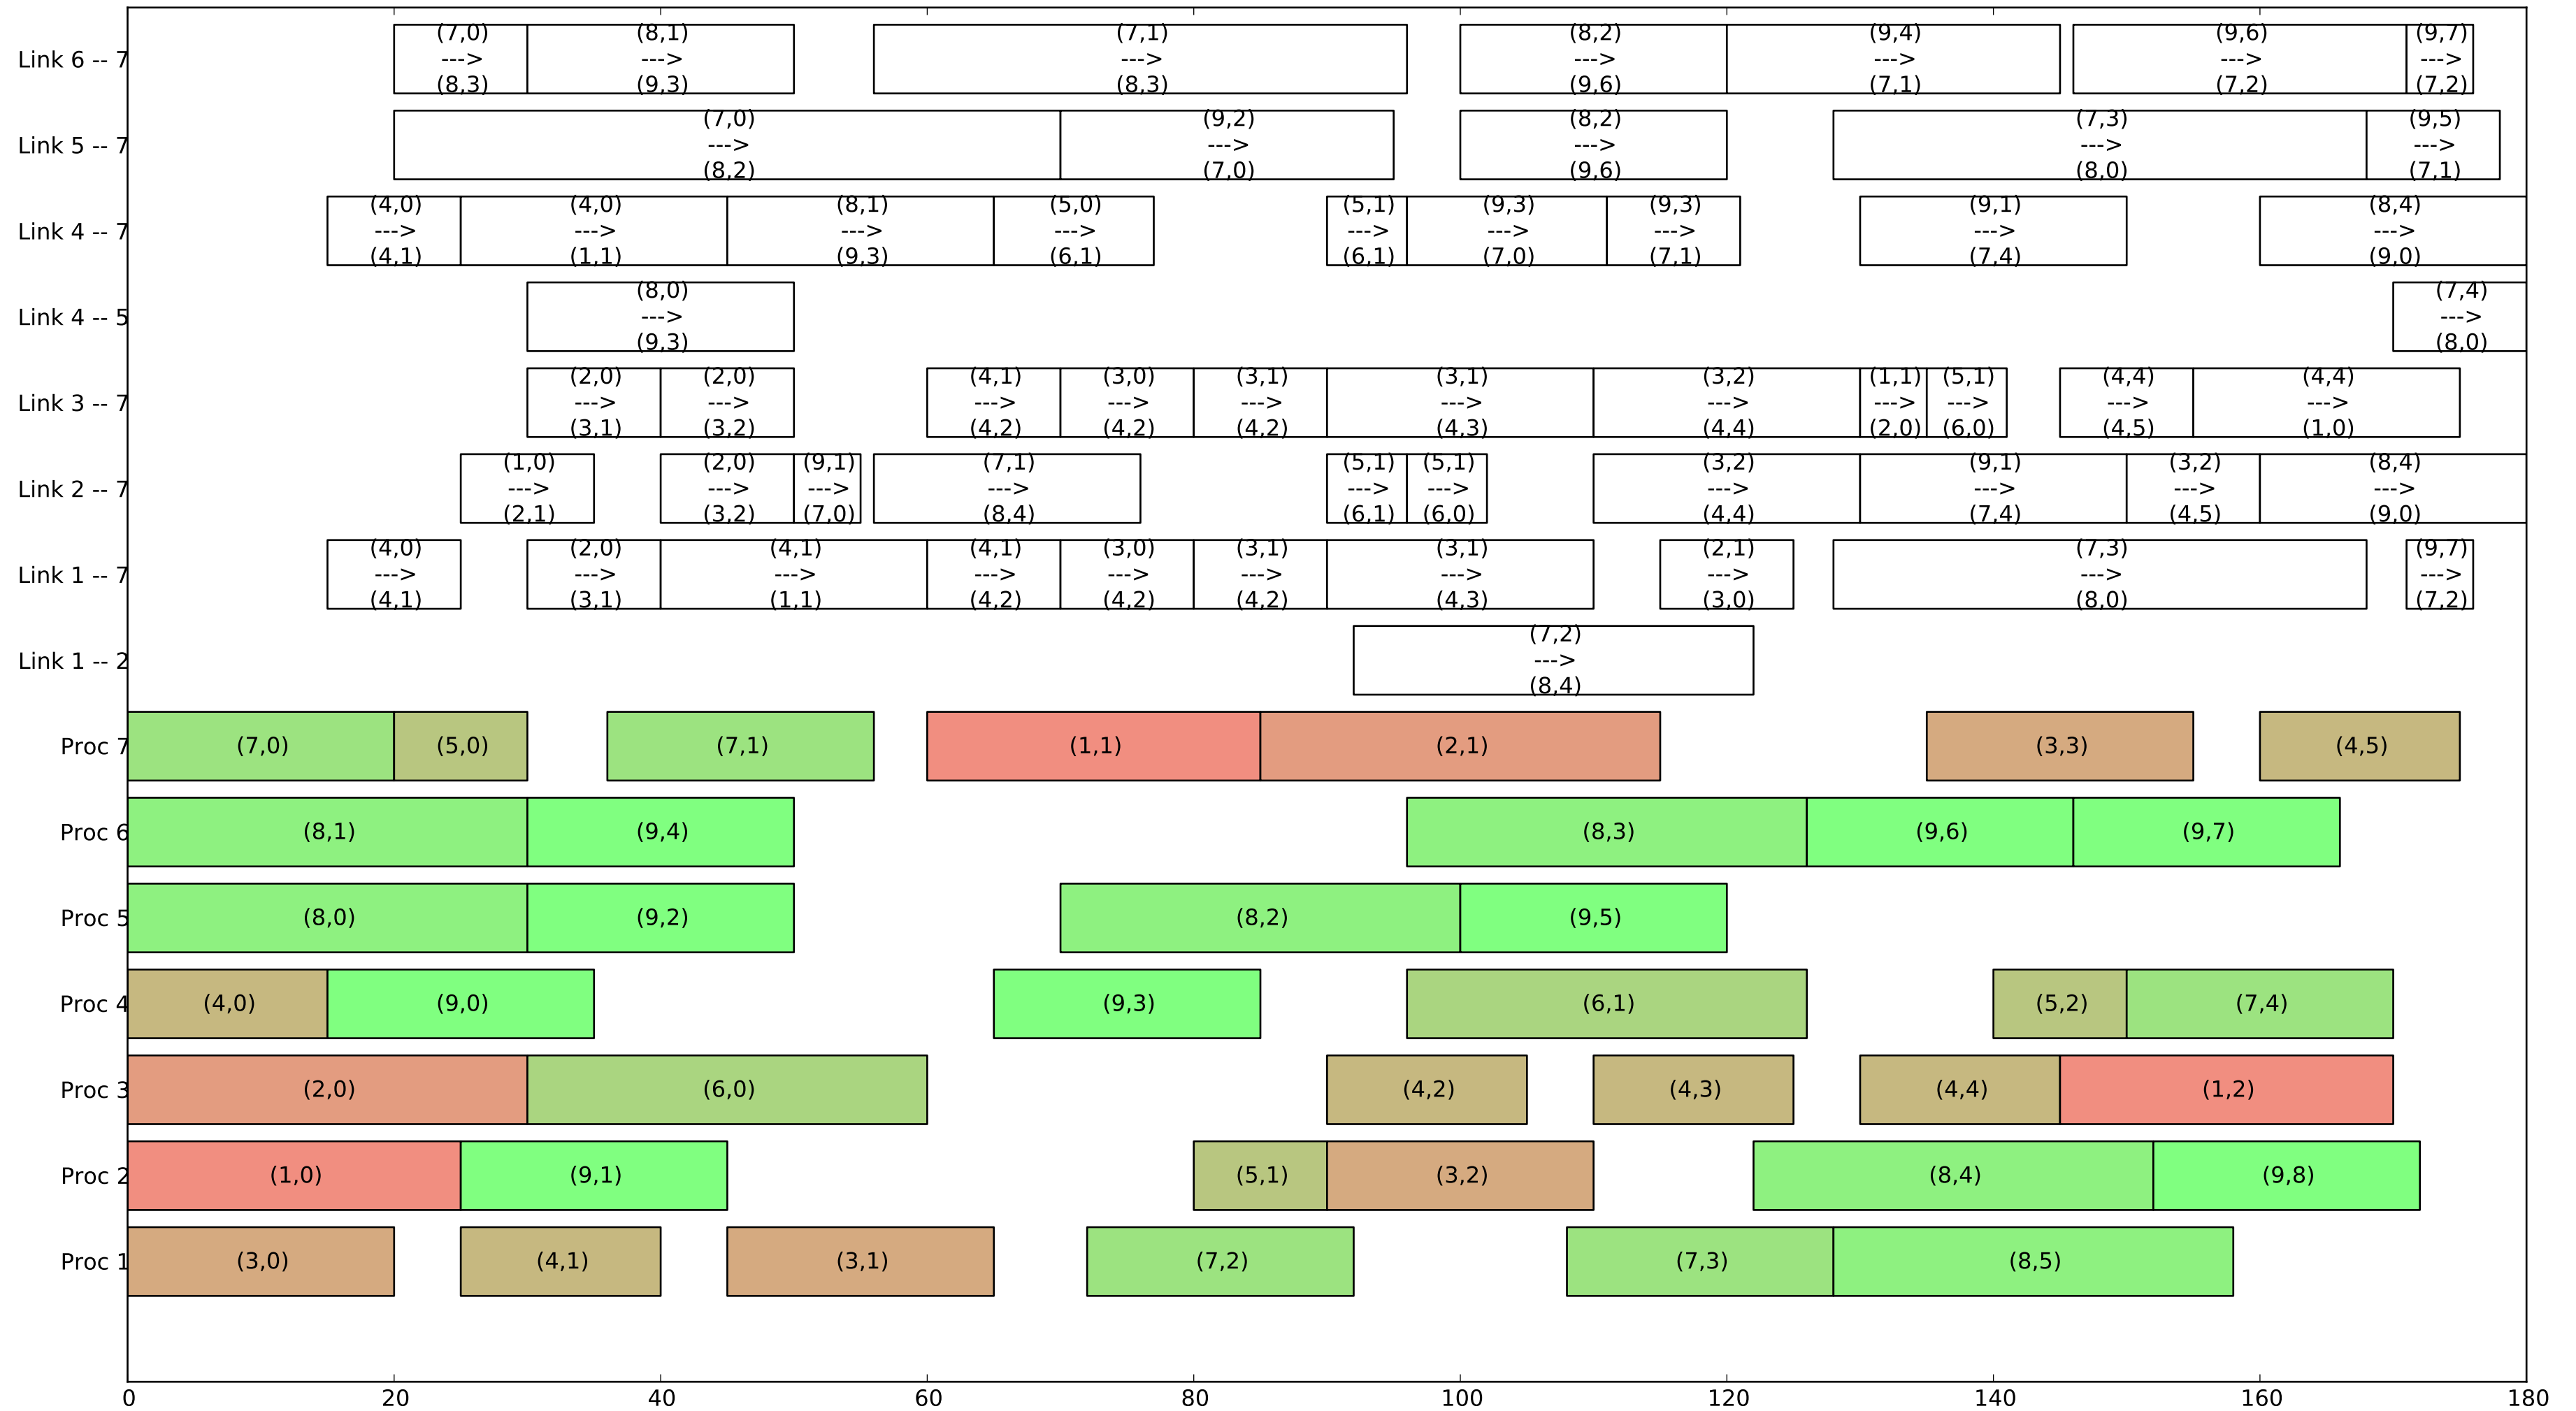 Link 6 -- 7
(7,0) (8,1) (7,1) (8,2) (9,4) (9,6) (9,7)
---> ---> ---> ---> ---> ---> --->
(8,3) (9,3) (8,3) (9,6) (7,1) (7,2) (7,2)
Link 5 -- 7
(7,0) (9,2) (8,2) (7,3) (9,5)
---> ---> ---> ---> --->
(8,2) (7,0) (9,6) (8,0) (7,1)
Link 4 -- 7
(4,0) (4,0) (8,1) (5,0) (5,1) (9,3) (9,3) (9,1) (8,4)
---> ---> ---> ---> ---> ---> ---> ---> --->
(4,1) (1,1) (9,3) (6,1) (6,1) (7,0) (7,1) (7,4) (9,0)
Link 4 -- 5
(8,0) (7,4)
---> --->
(9,3) (8,0)
Link 3 -- 7
(2,0) (2,0) (4,1) (3,0) (3,1) (3,1) (3,2) (1,1) (5,1) (4,4) (4,4)
---> ---> ---> ---> ---> ---> ---> ---> ---> ---> --->
(3,1) (3,2) (4,2) (4,2) (4,2) (4,3) (4,4) (2,0) (6,0) (4,5) (1,0)
Link 2 -- 7
(1,0) (2,0) (9,1) (7,1) (5,1) (5,1) (3,2) (9,1) (3,2) (8,4)
---> ---> ---> ---> ---> ---> ---> ---> ---> --->
(2,1) (3,2) (7,0) (8,4) (6,1) (6,0) (4,4) (7,4) (4,5) (9,0)
Link 1 -- 7
(4,0) (2,0) (4,1) (4,1) (3,0) (3,1) (3,1) (2,1) (7,3) (9,7)
---> ---> ---> ---> ---> ---> ---> ---> ---> --->
(4,1) (3,1) (1,1) (4,2) (4,2) (4,2) (4,3) (3,0) (8,0) (7,2)
Link 1 -- 2
(7,2)
--->
(8,4)
Proc 7 (7,0) (5,0) (7,1) (1,1) (2,1) (3,3) (4,5)
Proc 6 (8,1) (9,4) (8,3) (9,6) (9,7)
Proc 5 (8,0) (9,2) (8,2) (9,5)
Proc 4 (4,0) (9,0) (9,3) (6,1) (5,2) (7,4)
Proc 3 (2,0) (6,0) (4,2) (4,3) (4,4) (1,2)
Proc 2 (1,0) (9,1) (5,1) (3,2) (8,4) (9,8)
Proc 1 (3,0) (4,1) (3,1) (7,2) (7,3) (8,5)
0 20 40 60 80 100 120 140 160 180